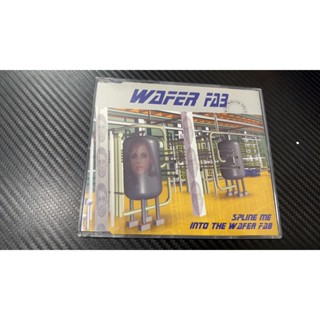 WAFER FAB
SPLINE ME
INTO THE WAFER FAB